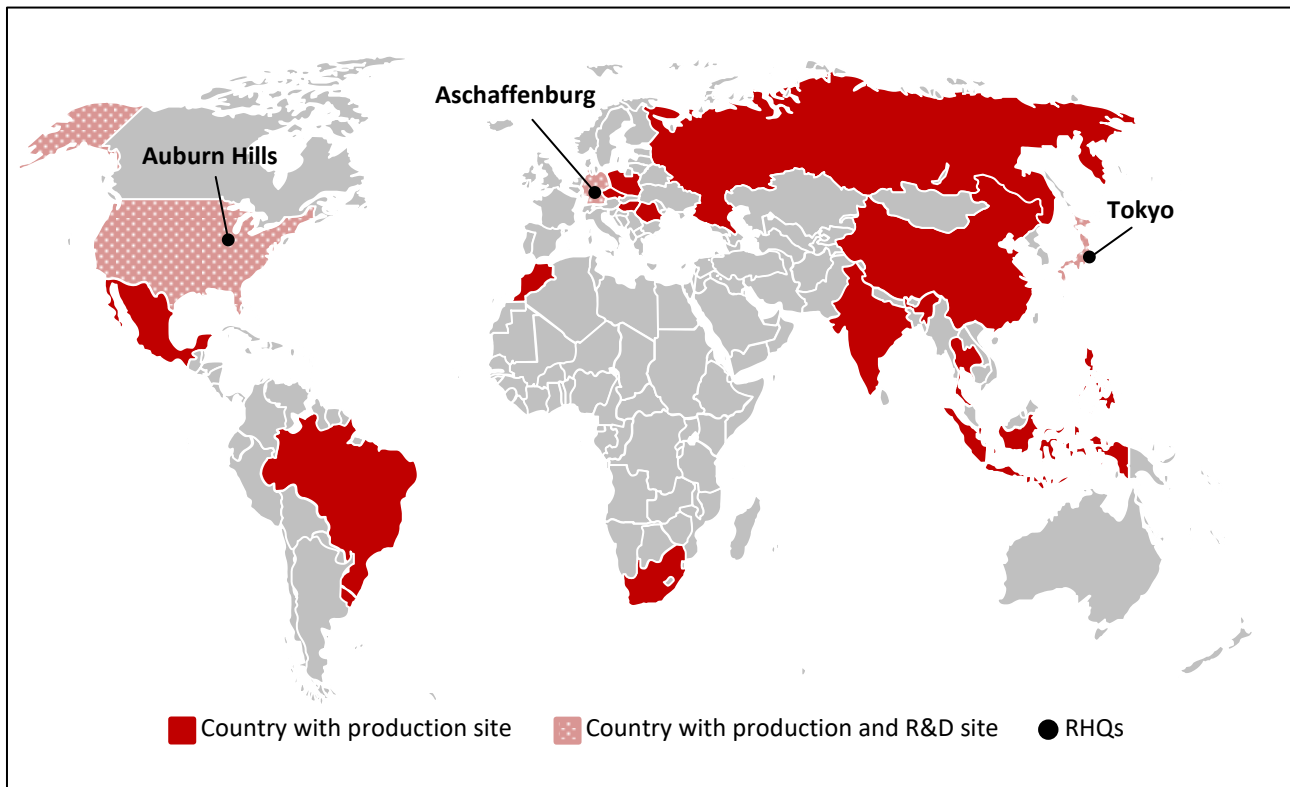 Aschaffenburg
Auburn Hills
Tokyo
Country with production site
Country with production and R&D site
RHQs